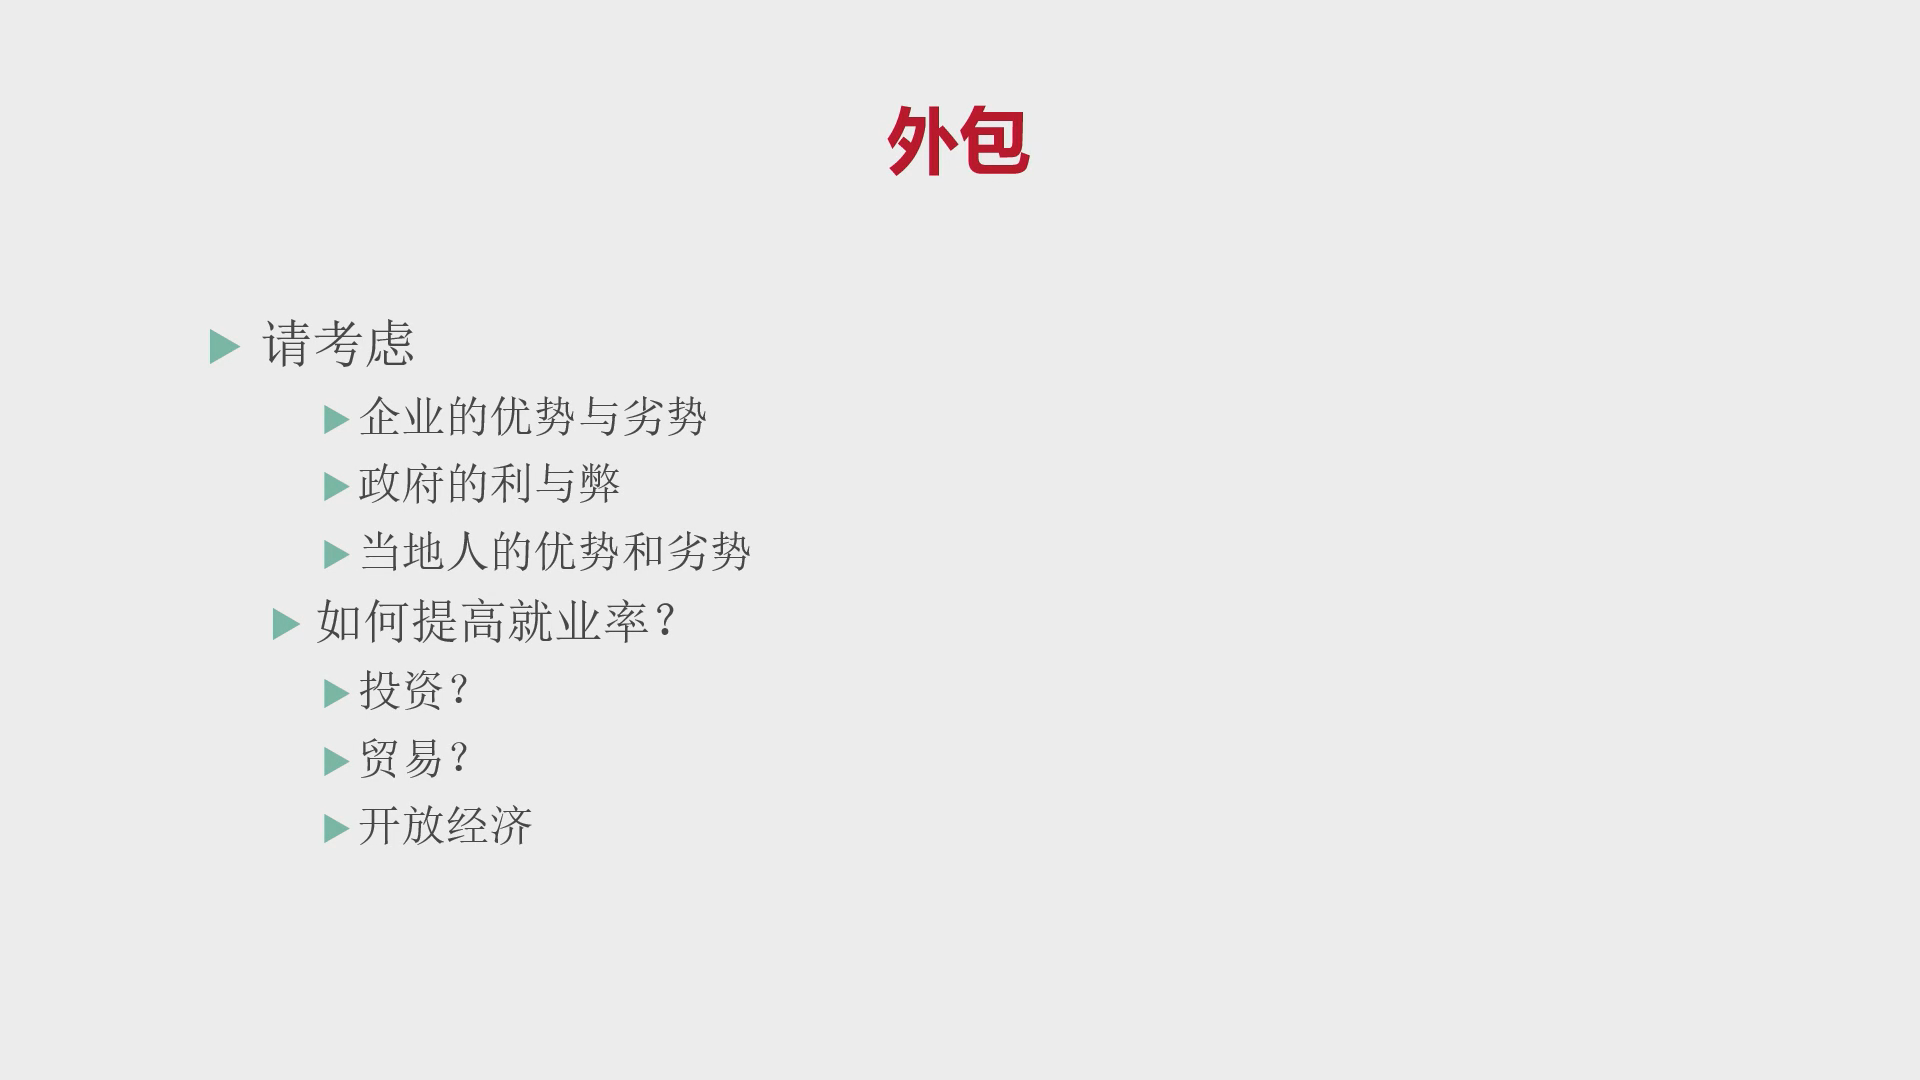 外包
请考虑
企业的优势与劣势
政府的利与弊
当地人的优势和劣势
如何提高就业率？
投资？
贸易？
开放经济